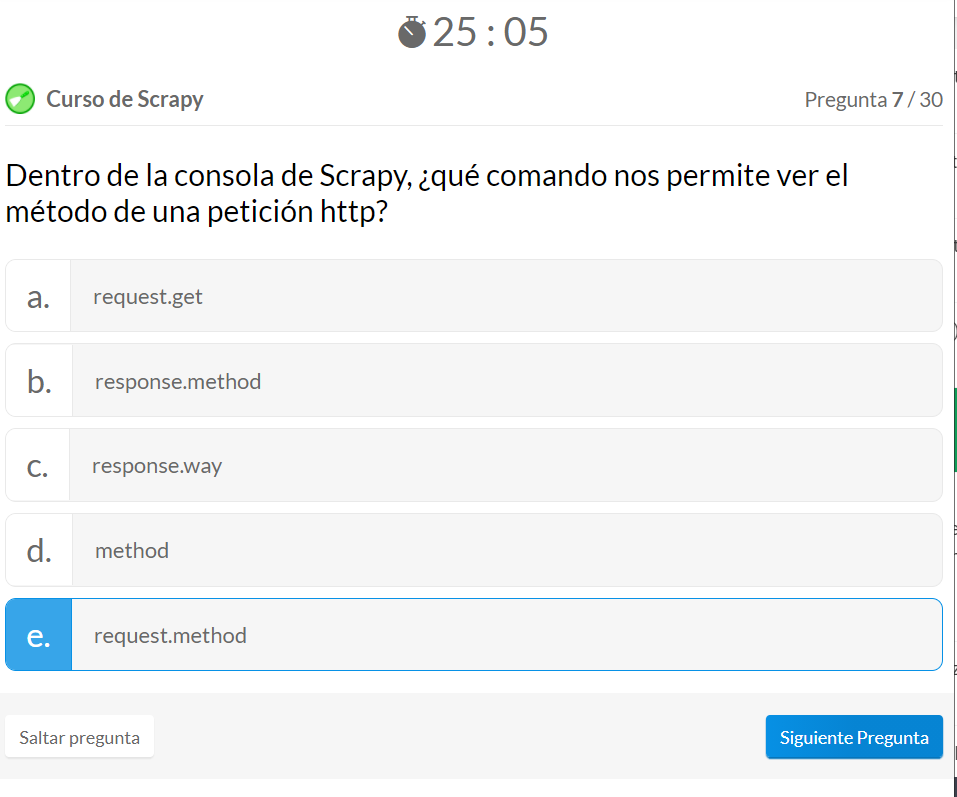 25 : 05
Curso de Scrapy
Pregunta 7 / 30
Dentro de la consola de Scrapy, ¿qué comando nos permite ver el
método de una petición http?
a. request.get
b. response.method
c. response.way
d. method
e. request.method
Saltar pregunta
Siguiente Pregunta